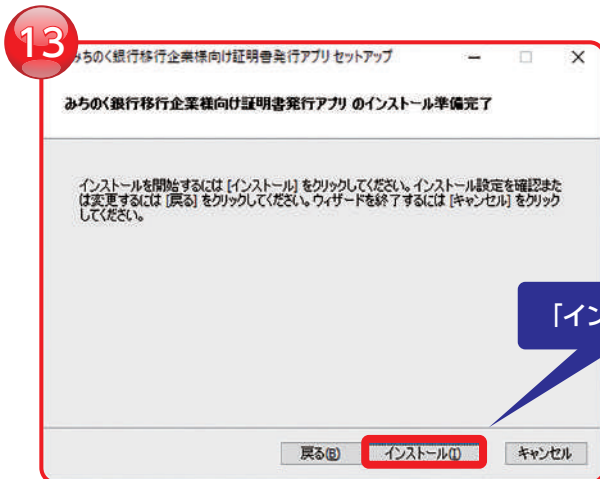 13
みちのく銀行移行企業様向け証明書発行アプリ セットアップ
みちのく銀行移行企業様向け証明書発行アプリ のインストール準備完了
インストールを開始するには [インストール] をクリックしてください。インストール設定を確認また
は変更するには [戻る] をクリックしてください。ウィザードを終了するには [キャンセル] をクリック
してください。
「イン
戻る(B) インストール(I) キャンセル